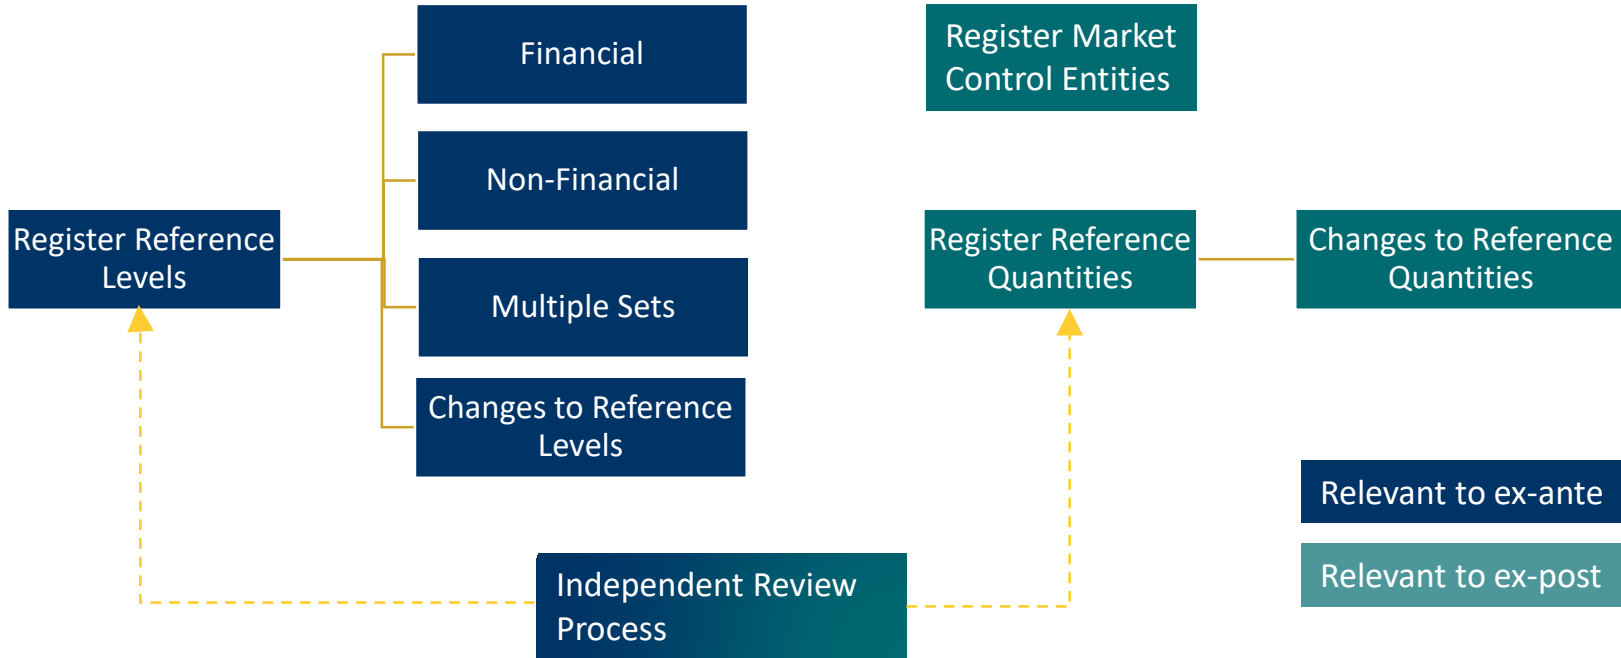 Financial
Register Market
Control Entities
Non-Financial
Register Reference
Levels
Register Reference
Quantities
Changes to Reference
Quantities
Multiple Sets
Changes to Reference
Levels
Relevant to ex-ante
Independent Review
Process
Relevant to ex-post